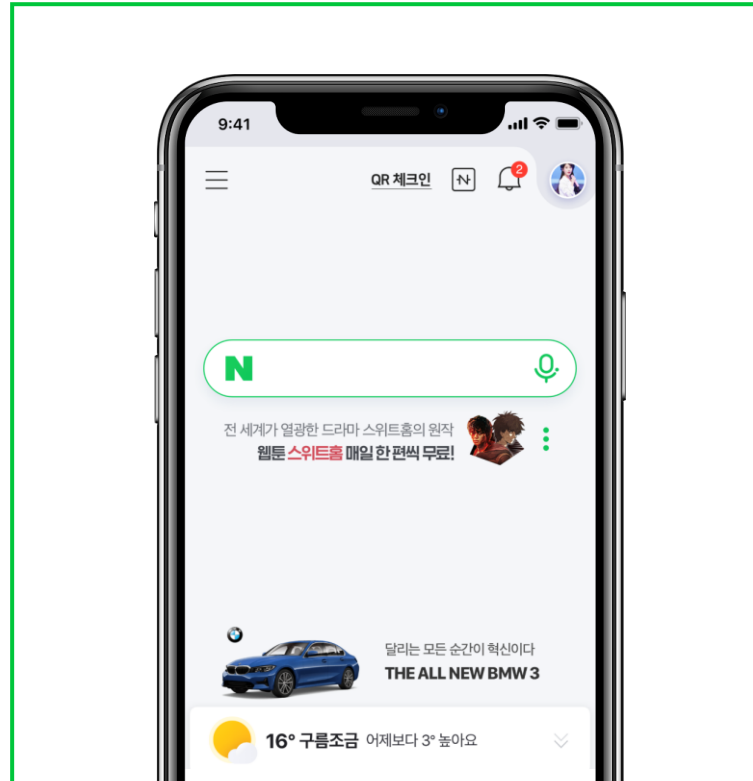 9:41
QR 체크인
N
2
N
전 세계가 열광한 드라마 스위트홈의 원작
웹툰 스위트홈 매일 한 편씩 무료!
달리는 모든 순간이 혁신이다
THE ALL NEW BMW 3
16° 구름조금 어제보다 3° 높아요